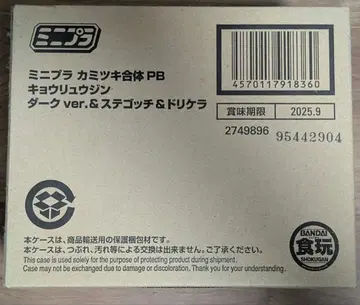 ミニプラ
ミニプラ カミツキ合体 PB
キョウリュウジン
ダーク ver.&ステゴッチ&ドリケラ
4570117918360
賞味期限 2025.9
2749896 95442904
本ケースは、商品輸送用の保護梱包材です。
本ケースは、つぶれ、汚れ等による交換は出来ません。ご了承ください。
This case is used solely for the purpose of protecting product during shipment.
Case may not be exchanged due to damage or discoloration. Thank you for your understanding.
BANDAI
食玩
SHOKUGAN